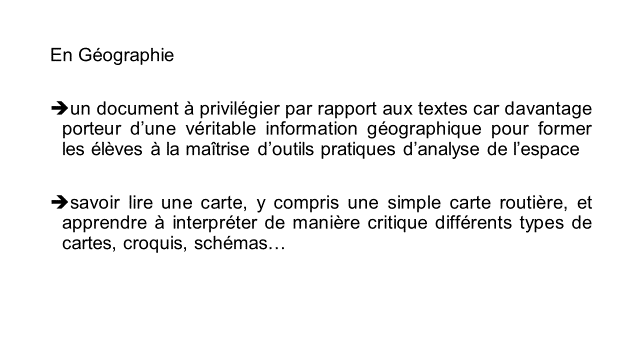 En Géographie
➔un document à privilégier par rapport aux textes car davantage
porteur d’une véritable information géographique pour former
les élèves à la maîtrise d’outils pratiques d’analyse de l’espace
➔savoir lire une carte, y compris une simple carte routière, et
apprendre à interpréter de manière critique différents types de
cartes, croquis, schémas…